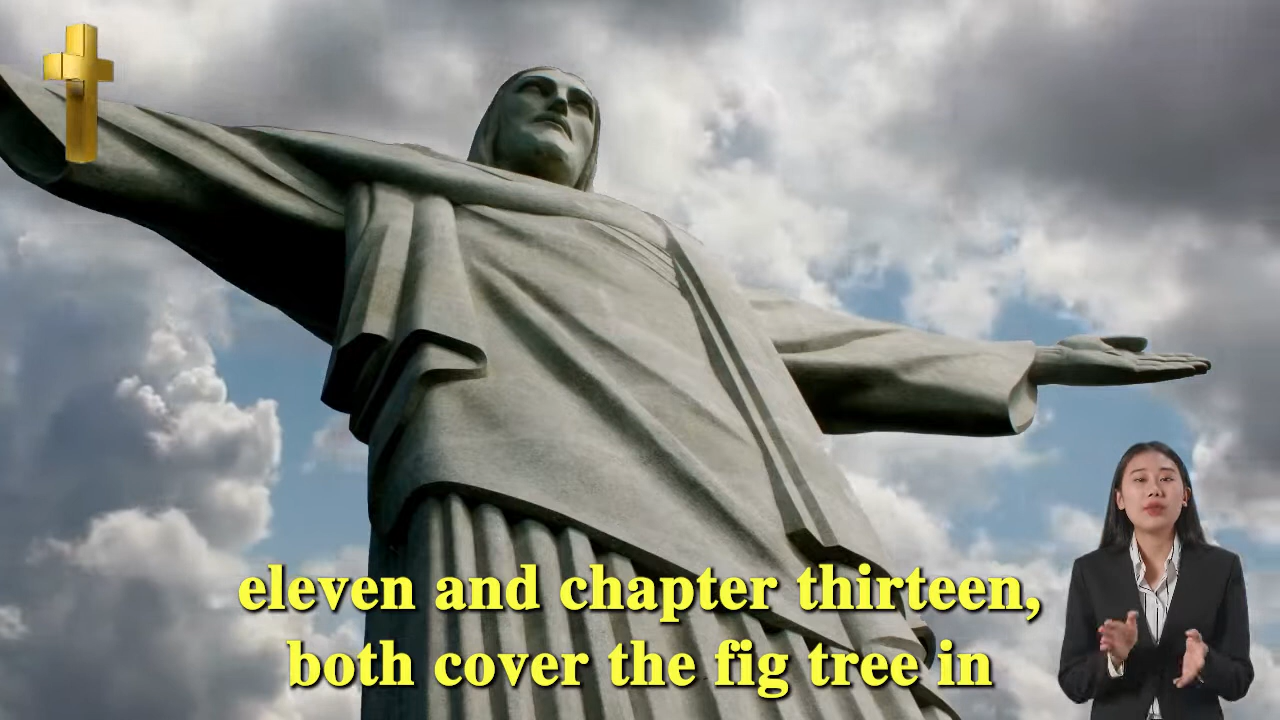 eleven and chapter thirteen,
both cover the fig tree in